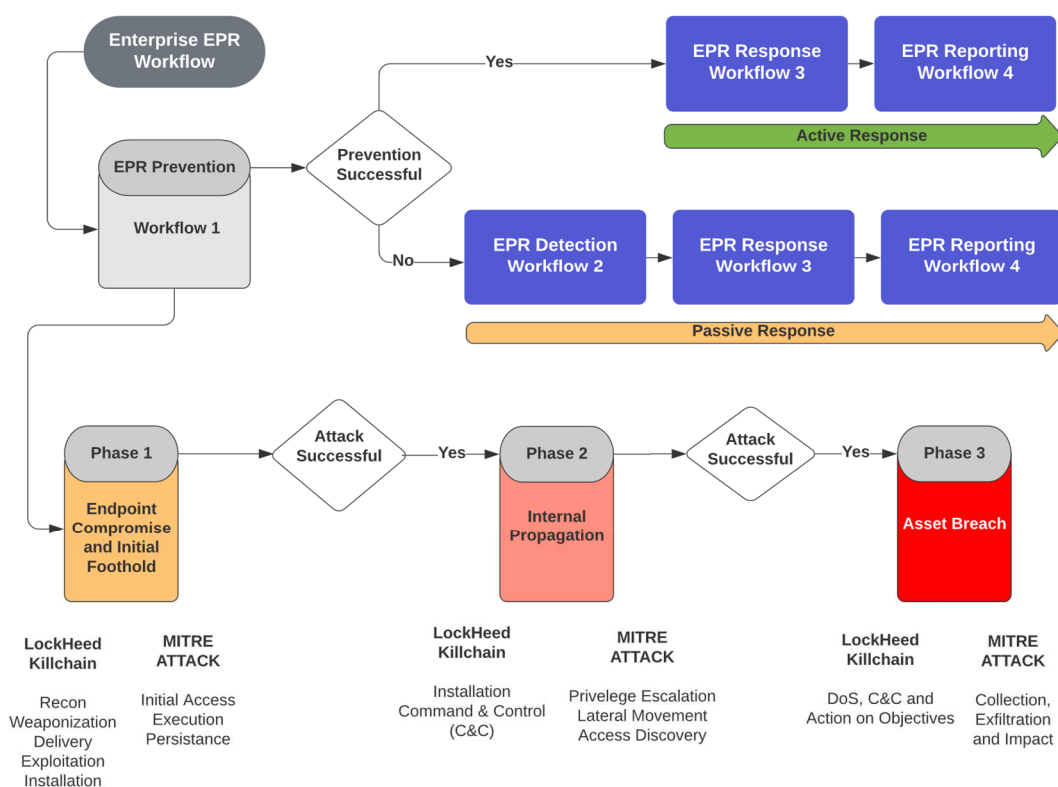 Enterprise EPR
Workflow
EPR Prevention
Workflow 1
Prevention
Successful
Yes
EPR Response
Workflow 3
EPR Reporting
Workflow 4
Active Response
No
EPR Detection
Workflow 2
EPR Response
Workflow 3
EPR Reporting
Workflow 4
Passive Response
Phase 1
Endpoint
Compromise
and Initial
Foothold
Attack
Successful
Yes
Phase 2
Internal
Propagation
Attack
Successful
Yes
Phase 3
Asset Breach
LockHeed
Killchain
Recon
Weaponization
Delivery
Exploitation
Installation
MITRE
ATTACK
Initial Access
Execution
Persistance
LockHeed
Killchain
Installation
Command & Control
(C&C)
MITRE
ATTACK
Privelege Escalation
Lateral Movement
Access Discovery
LockHeed
Killchain
DoS, C&C and
Action on Objectives
MITRE
ATTACK
Collection,
Exfiltration
and Impact